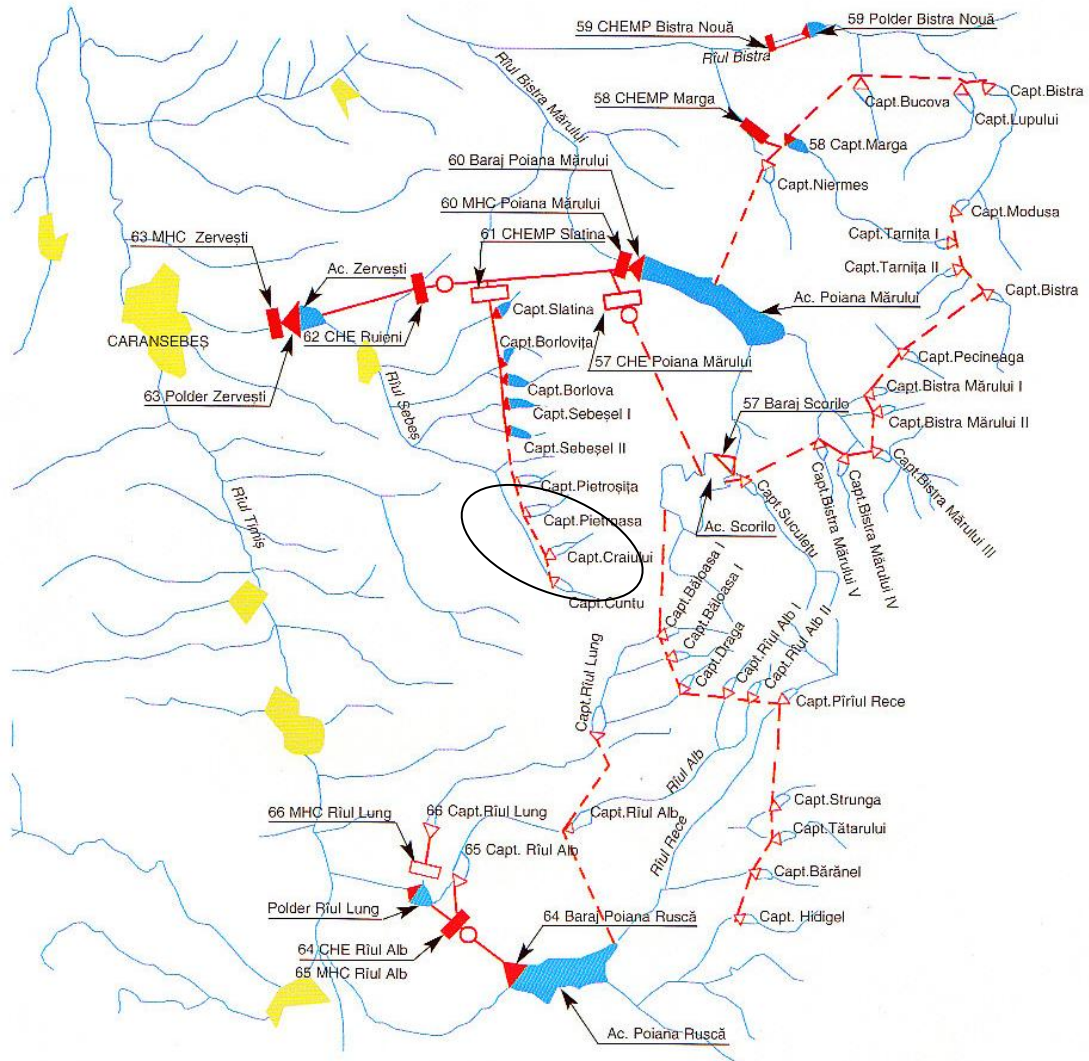 59 CHEMP Bistra Nouă
59 Polder Bistra Nouă
Rîul Bistra
Rîul Bistra Mărului
58 CHEMP Marga
Capt.Bucova
Capt.Bistra
Capt.Lupului
58 Capt.Marga
60 Baraj Poiana Mărului
Capt.Niermes
60 MHC Poiana Mărului
Capt.Modusa
61 CHEMP Slatina
63 MHC Zervești
Capt.Tarnița I
Ac. Zervești
Capt.Tarnița II
Capt.Bistra
Ac. Poiana Mărului
Capt.Slatina
CARANSEBEȘ
62 CHE Ruieni
Capt.Borlovița
57 CHE Poiana Mărului
Capt.Pecineaga
63 Polder Zervești
Capt.Borlova
Capt.Bistra Mărului I
Rîul Sebeș
Capt.Sebeșel I
57 Baraj Scorilo
Capt.Bistra Mărului II
Capt.Sebeșel II
Capt.Bistra Mărului III
Capt.Pietroșița
Rîul Timiș
Capt.Pietroasa
Ac. Scorilo
Capt.Suculetu
Capt.Bistra Mărului V
Capt.Bistra Mărului IV
Capt.Craiului
Capt.Cuntu
Capt.Băloasa I
Capt.Băloasa I
Capt.Draga
Capt.Rîul Alb I
Capt.Rîul Alb II
Capt.Rîul Lung
Capt.Pîrîul Rece
Rîul Alb
Rîul Rece
Capt.Strunga
66 MHC Rîul Lung
66 Capt.Rîul Lung
Capt.Rîul Alb
Capt.Tătarului
65 Capt. Rîul Alb
Capt.Bărănel
Polder Rîul Lung
64 Baraj Poiana Ruscă
Capt. Hidigel
64 CHE Rîul Alb
65 MHC Rîul Alb
Ac. Poiana Ruscă